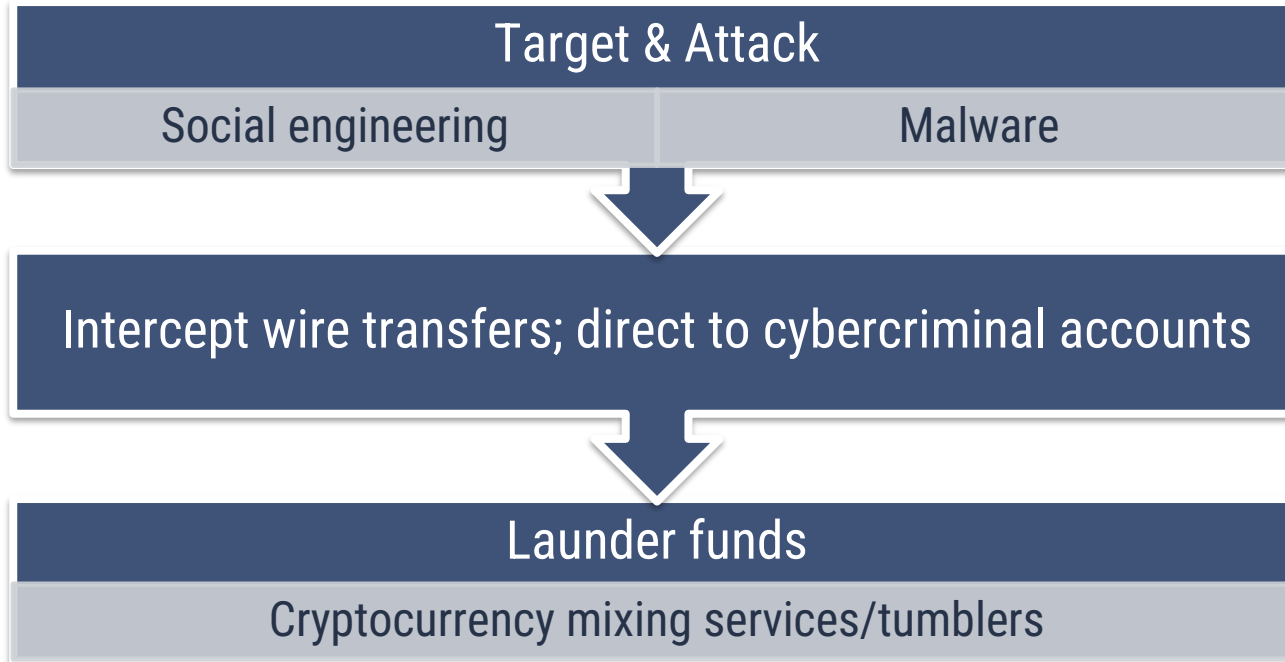 Target & Attack
Social engineering
Malware
Intercept wire transfers; direct to cybercriminal accounts
Launder funds
Cryptocurrency mixing services/tumblers